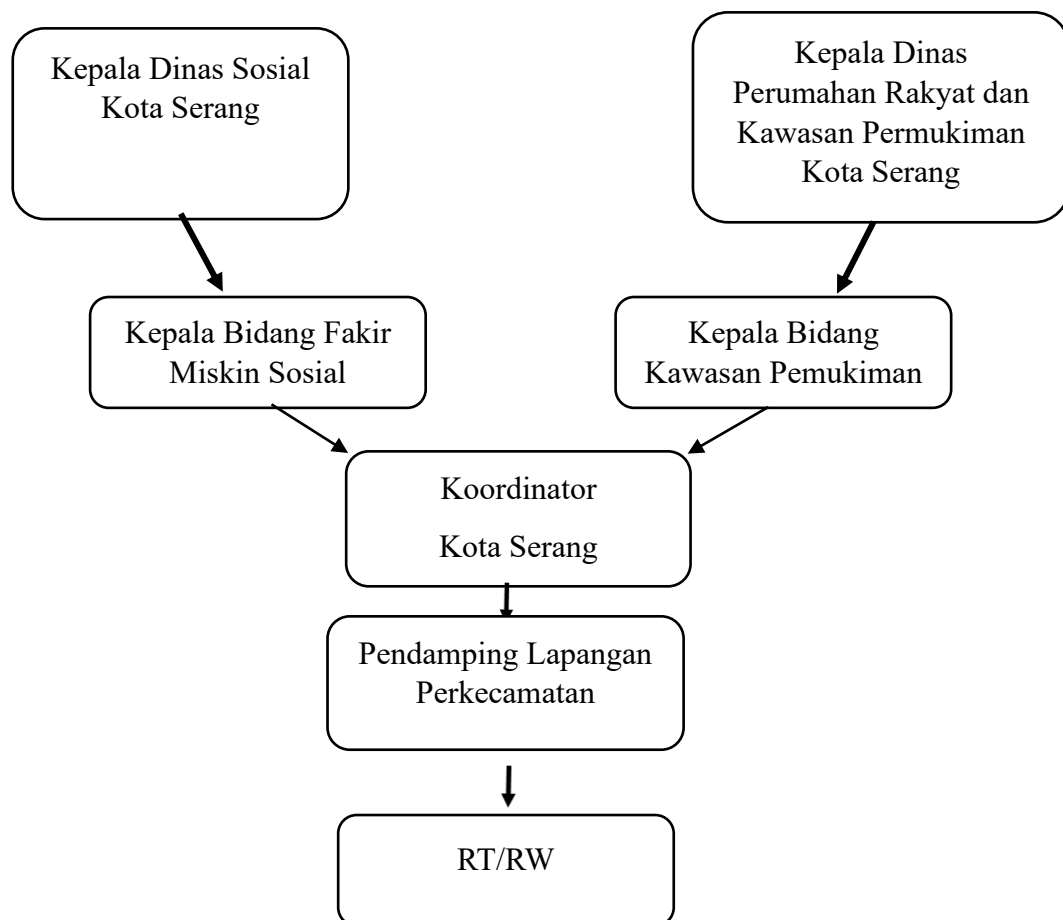 Kepala Dinas Sosial
Kota Serang
Kepala Dinas
Perumahan Rakyat dan
Kawasan Permukiman
Kota Serang
Kepala Bidang Fakir
Miskin Sosial
Kepala Bidang
Kawasan Pemukiman
Koordinator
Kota Serang
Pendamping Lapangan
Perkecamatan
RT/RW